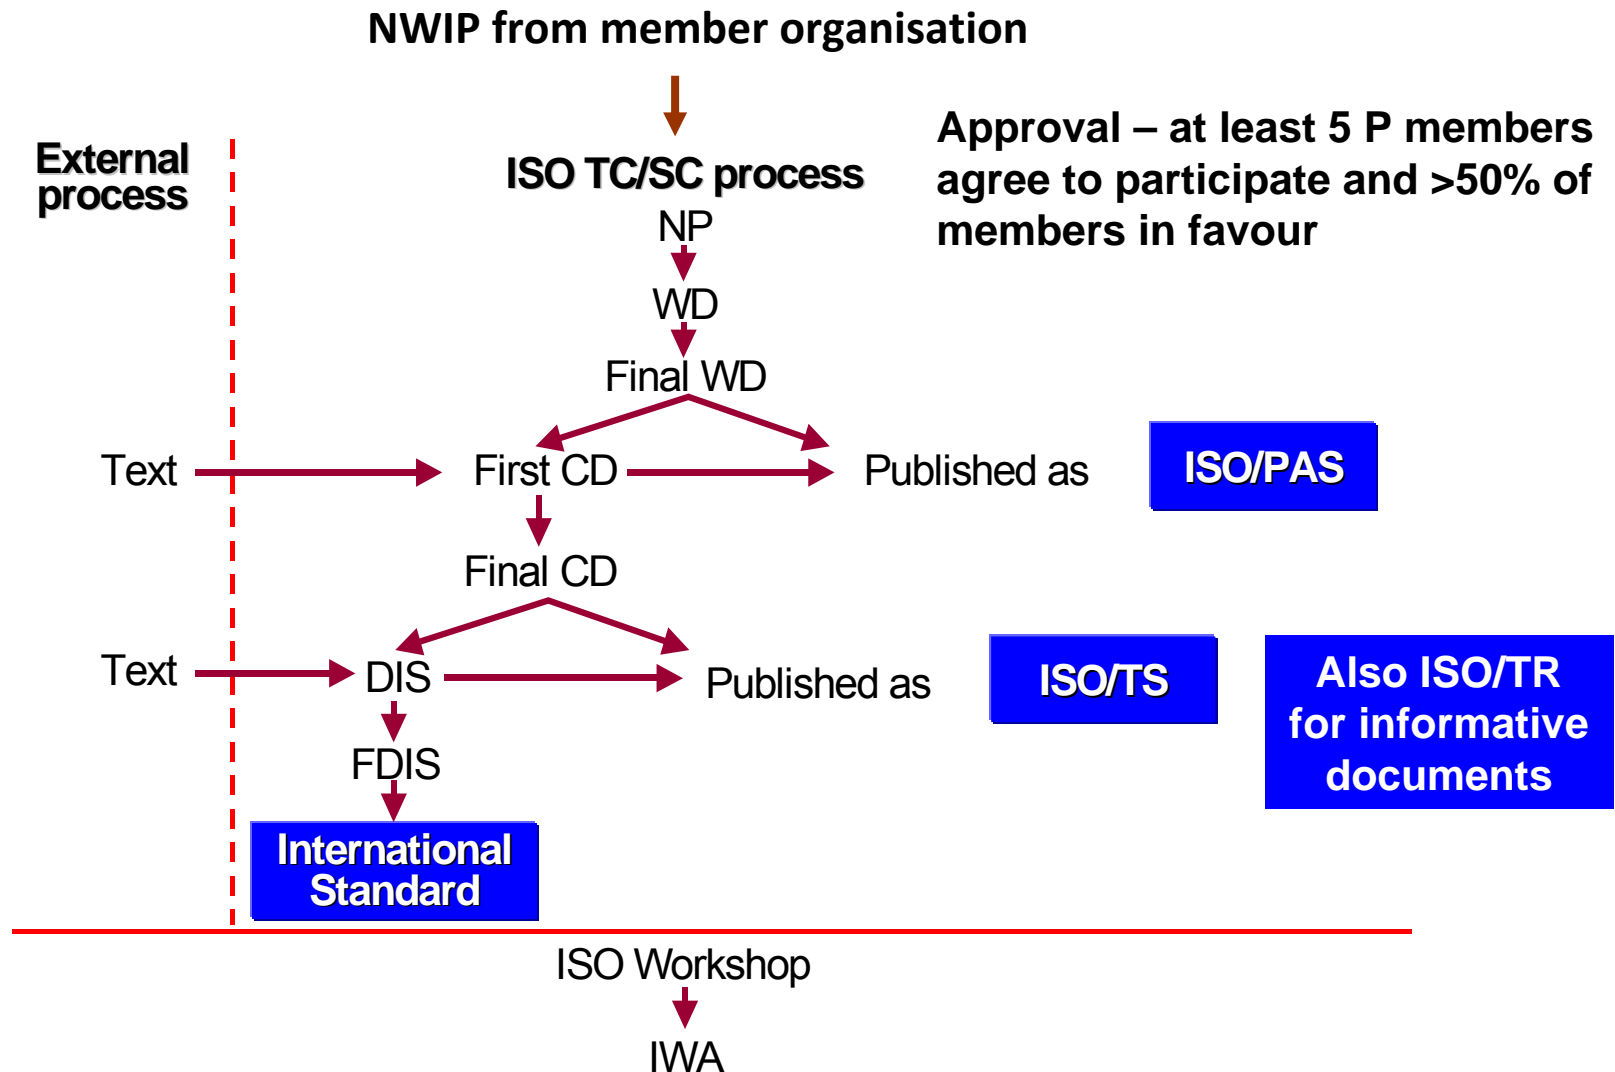 NWIP from member organisation
Approval – at least 5 P members
agree to participate and >50% of
members in favour
External
process
ISO TC/SC process
NP
WD
Final WD
Text
First CD
Published as
ISO/PAS
Final CD
Text
DIS
Published as
ISO/TS
Also ISO/TR
for informative
documents
FDIS
International
Standard
ISO Workshop
IWA